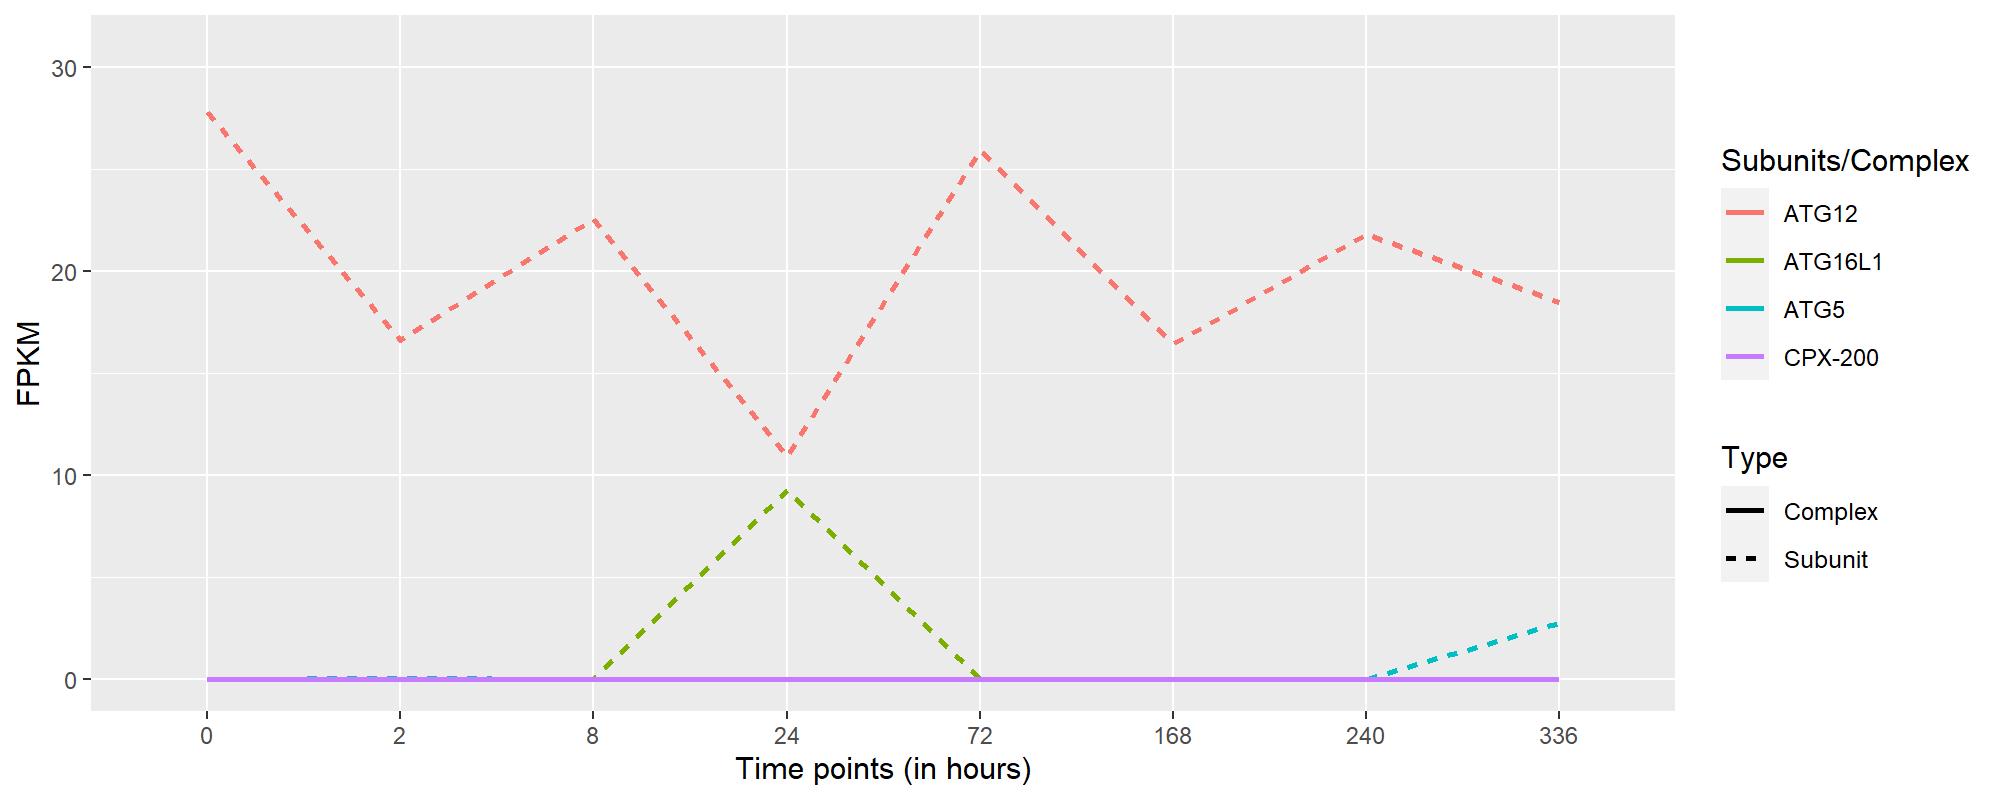 30
20
10
0
FPKM
0 2 8 24 72 168 240 336
Time points (in hours)
Subunits/Complex
ATG12
ATG16L1
ATG5
CPX-200
Type
Complex
Subunit